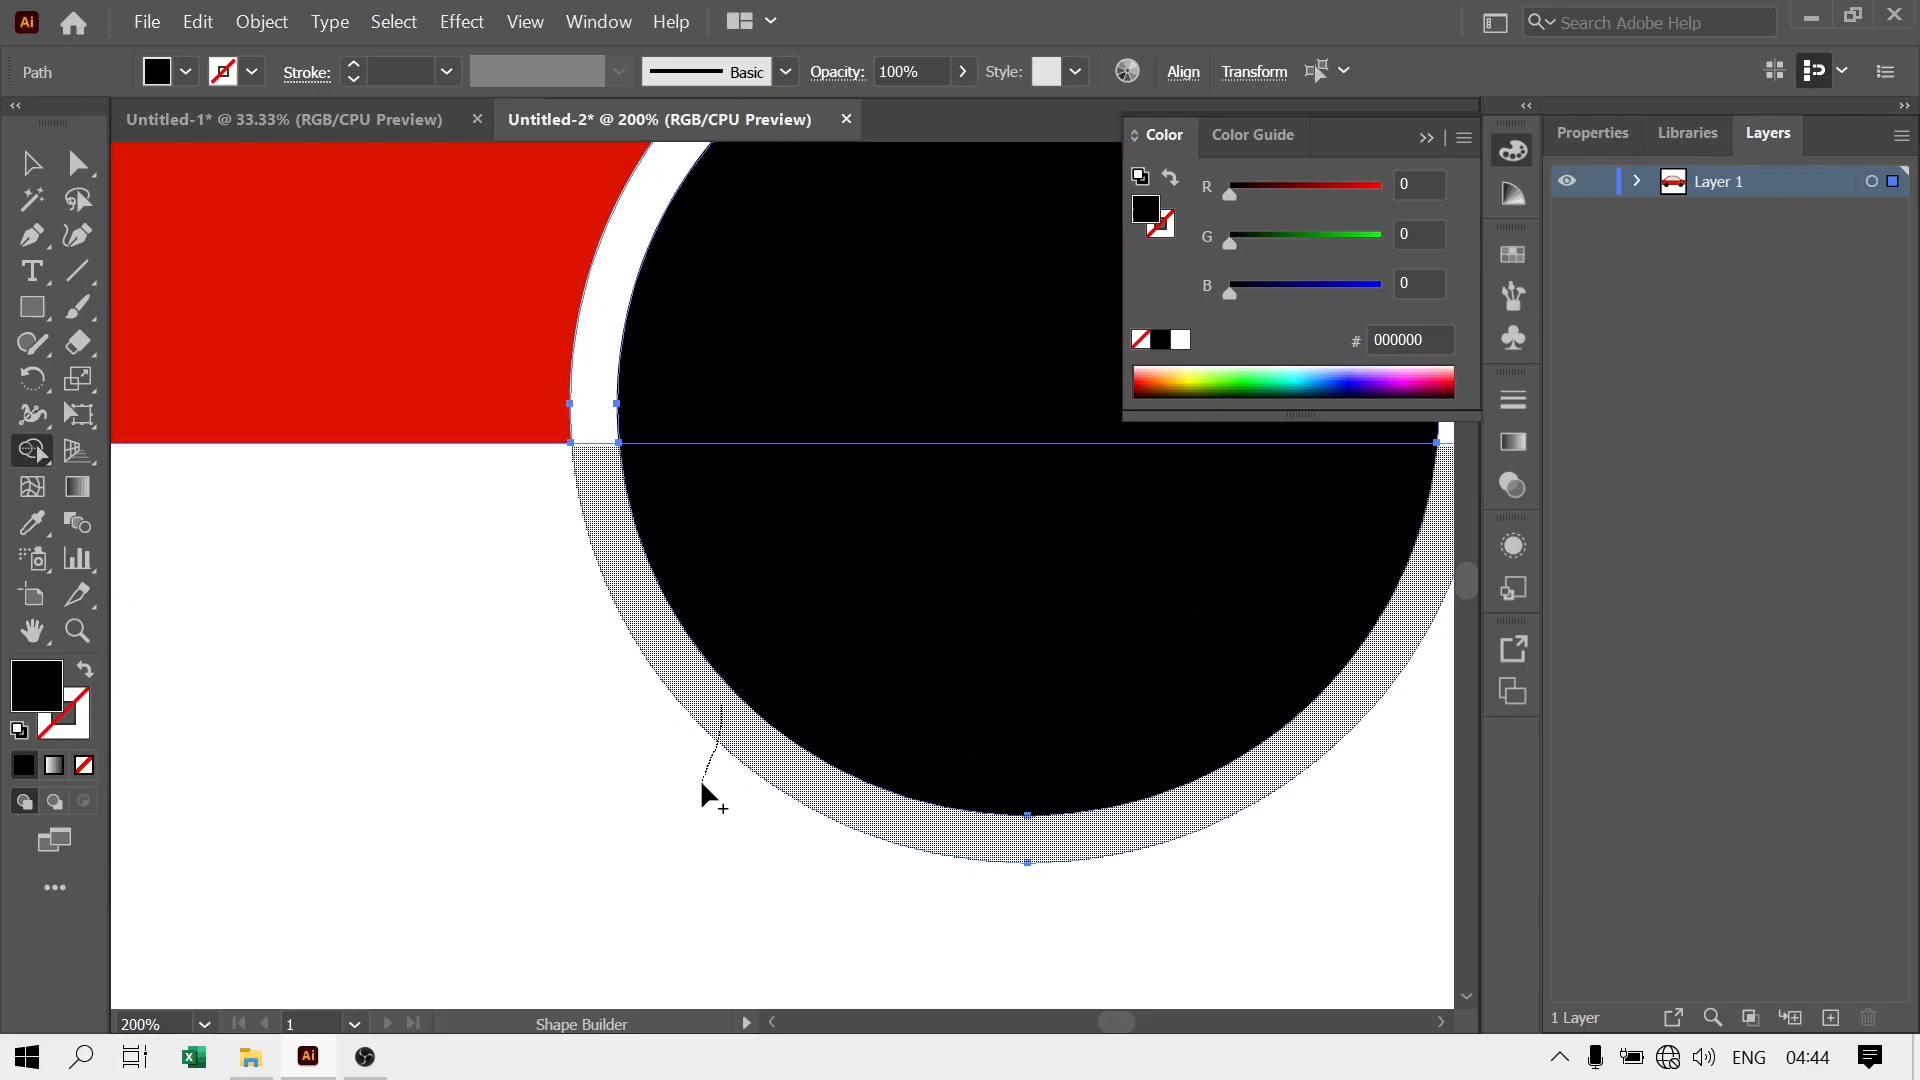 Ai File Edit Object Type Select Effect View Window Help Search Adobe Help
Path Stroke: Basic Opacity: 100% Style: Align Transform
Untitled-1* @ 33.33% (RGB/CPU Preview) Untitled-2* @ 200% (RGB/CPU Preview)
Color Color Guide
Properties Libraries Layers
R 0
G 0
B 0
# 000000
Layer 1
T
200% 1 Shape Builder
1 Layer
Ai ENG 04:44